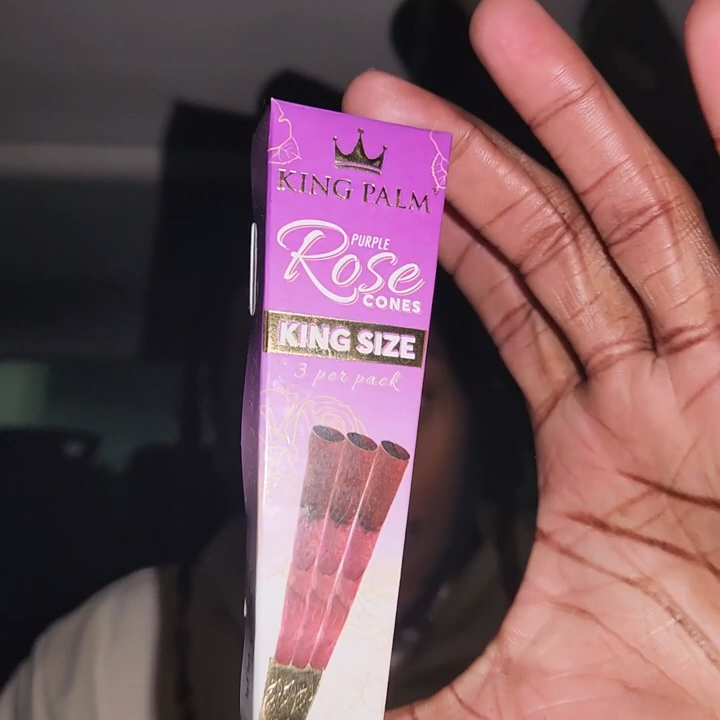 KING PALM
PURPLE
Rose
CONES
KING SIZE
3 per pack